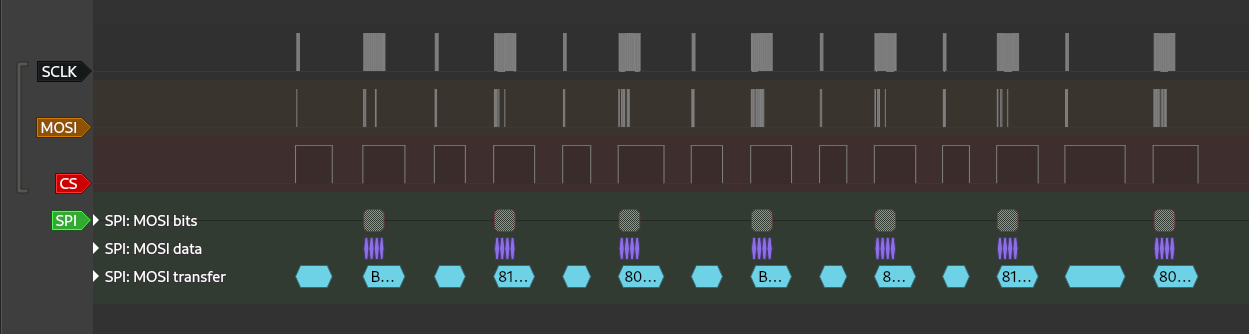 SCLK
MOSI
CS
SPI
SPI: MOSI bits
SPI: MOSI data
SPI: MOSI transfer
B... 81... 80... B... 8... 81... 80...